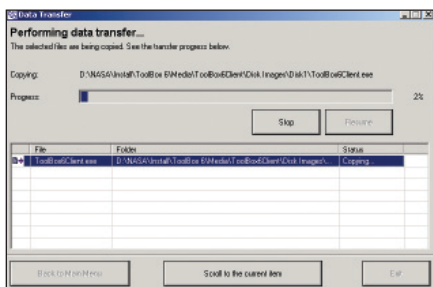 Data Transfer
Performing data transfer...
The selected files are being copied. See the transfer progress below.
Copying: D:\NASA\Install\ToolBox 6\Media\ToolBox6Client\Disk Images\Disk1\ToolBox6Client.exe
Progress: 2%
Stop Resume
File Folder Status
ToolBox6Client.exe D:\NASA\Install\ToolBox 6\Media\ToolBox6Client\Disk Images\... Copying...
Back to Main Menu Scroll to the current item Exit